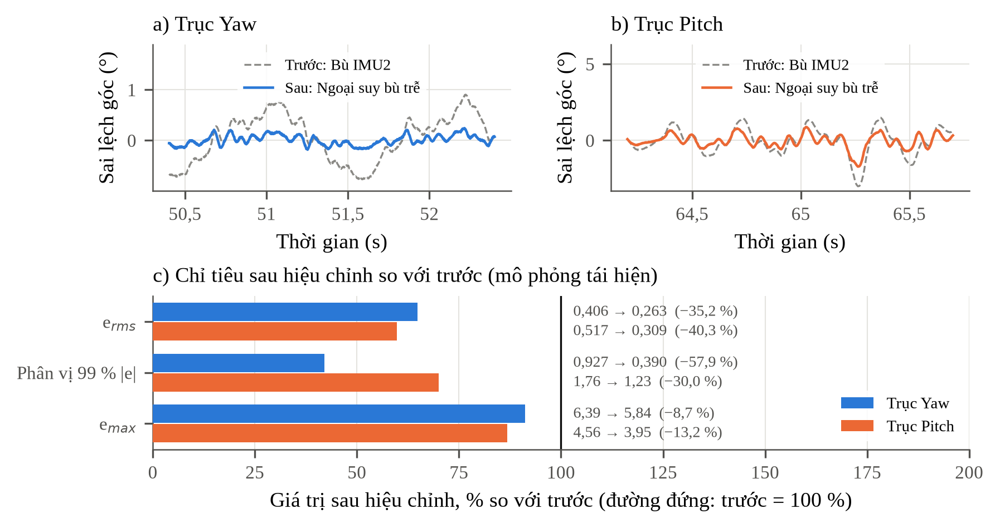 a) Trục Yaw
Sai lệch góc (°)
1
0
Trước: Bù IMU2
Sau: Ngoại suy bù trễ
50,5 51 51,5 52
Thời gian (s)
b) Trục Pitch
Sai lệch góc (°)
5
0
Trước: Bù IMU2
Sau: Ngoại suy bù trễ
64,5 65 65,5
Thời gian (s)
c) Chỉ tiêu sau hiệu chỉnh so với trước (mô phỏng tái hiện)
erms
Phân vị 99 % |e|
emax
0,406 → 0,263 (−35,2 %)
0,517 → 0,309 (−40,3 %)
0,927 → 0,390 (−57,9 %)
1,76 → 1,23 (−30,0 %)
6,39 → 5,84 (−8,7 %)
4,56 → 3,95 (−13,2 %)
Trục Yaw
Trục Pitch
0 25 50 75 100 125 150 175 200
Giá trị sau hiệu chỉnh, % so với trước (đường đứng: trước = 100 %)